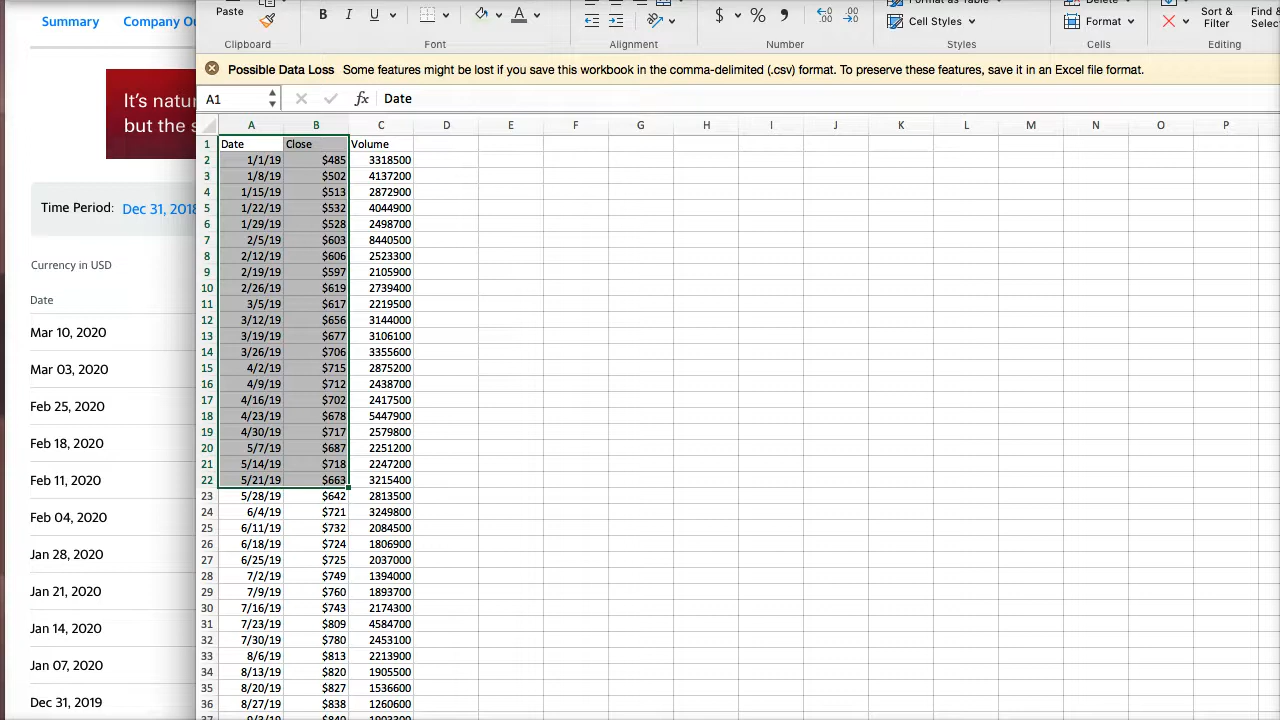 Summary Company Ou
It's natur
but the s
Time Period: Dec 31, 2018
Currency in USD
Date
Mar 10, 2020
Mar 03, 2020
Feb 25, 2020
Feb 18, 2020
Feb 11, 2020
Feb 04, 2020
Jan 28, 2020
Jan 21, 2020
Jan 14, 2020
Jan 07, 2020
Dec 31, 2019
Paste B I U A $ % Cell Styles Format Sort & Filter Find & Selec
Clipboard Font Alignment Number Styles Cells Editing
Possible Data Loss Some features might be lost if you save this workbook in the comma-delimited (.csv) format. To preserve these features, save it in an Excel file format.
A1 fx Date
A B C D E F G H I J K L M N O P
1 Date Close Volume
2 1/1/19 $485 3318500
3 1/8/19 $502 4137200
4 1/15/19 $513 2872900
5 1/22/19 $532 4044900
6 1/29/19 $528 2498700
7 2/5/19 $603 8440500
8 2/12/19 $606 2523300
9 2/19/19 $597 2105900
10 2/26/19 $619 2739400
11 3/5/19 $617 2219500
12 3/12/19 $656 3144000
13 3/19/19 $677 3106100
14 3/26/19 $706 3355600
15 4/2/19 $715 2875200
16 4/9/19 $712 2438700
17 4/16/19 $702 2417500
18 4/23/19 $678 5447900
19 4/30/19 $717 2579800
20 5/7/19 $687 2251200
21 5/14/19 $718 2247200
22 5/21/19 $663 3215400
23 5/28/19 $642 2813500
24 6/4/19 $721 3249800
25 6/11/19 $732 2084500
26 6/18/19 $724 1806900
27 6/25/19 $725 2037000
28 7/2/19 $749 1394000
29 7/9/19 $760 1893700
30 7/16/19 $743 2174300
31 7/23/19 $809 4584700
32 7/30/19 $780 2453100
33 8/6/19 $813 2213900
34 8/13/19 $820 1905500
35 8/20/19 $827 1536600
36 8/27/19 $838 1260600